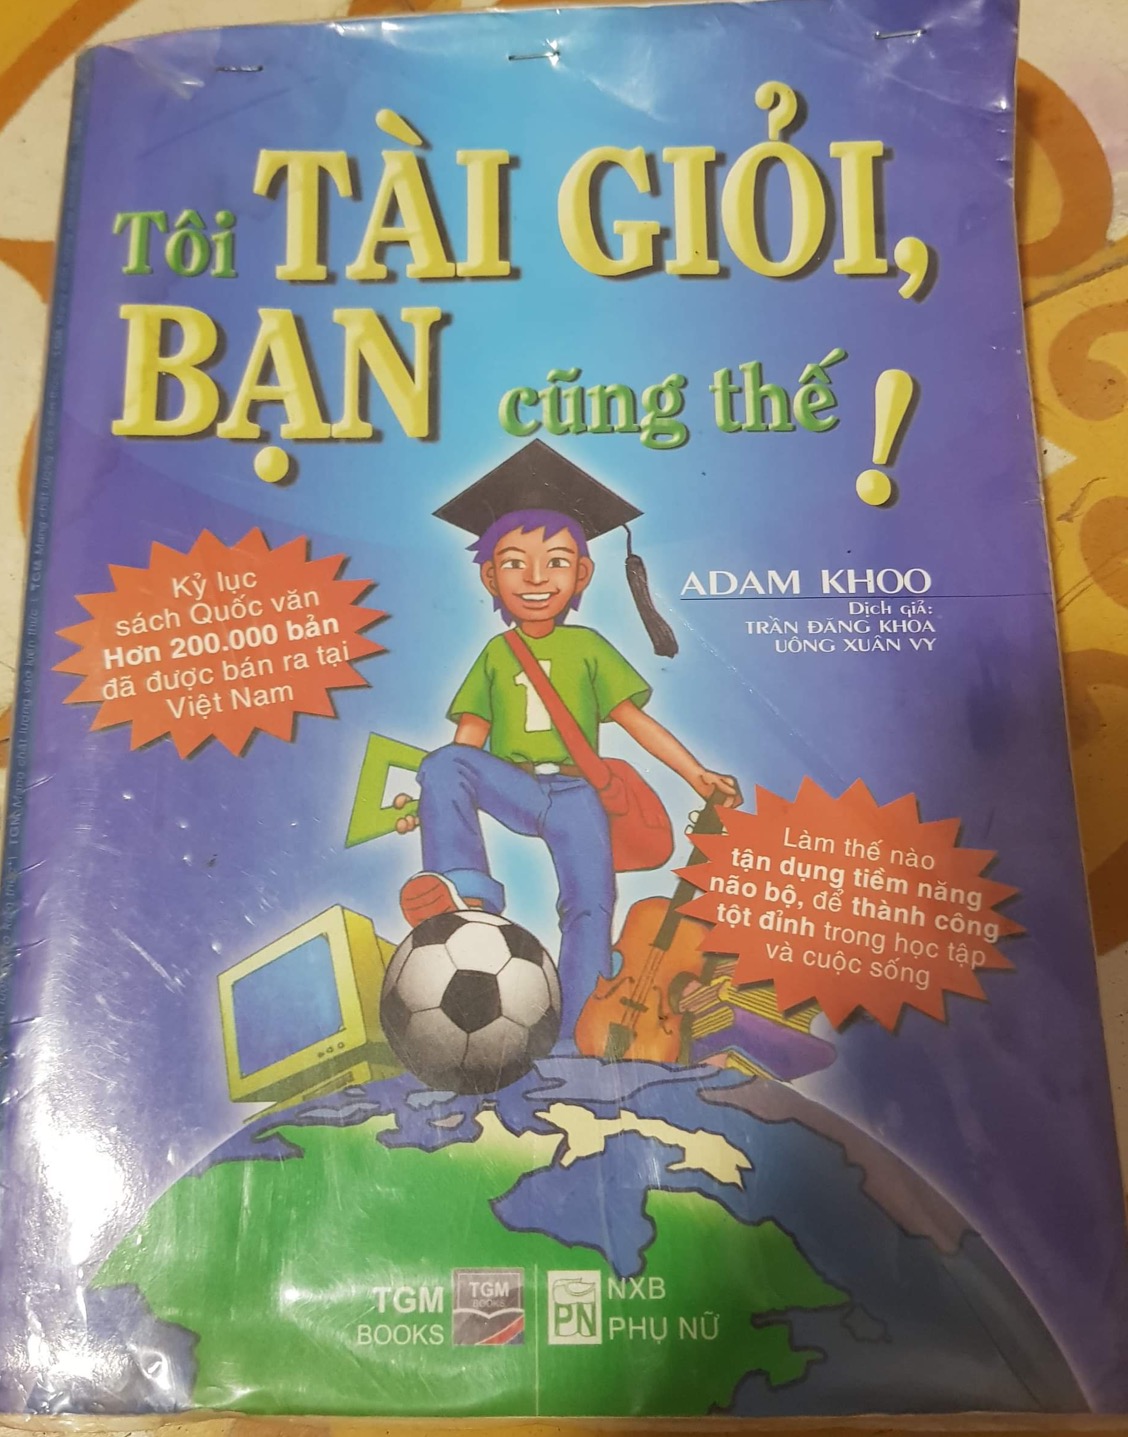 Tôi TÀI GIỎI,
BẠN cũng thế !
ADAM KHOO
Dịch giả:
TRẦN ĐĂNG KHOA
UÔNG XUÂN VY
Kỷ lục
sách Quốc văn
Hơn 200.000 bản
đã được bán ra tại
Việt Nam
1
Làm thế nào
tận dụng tiềm năng
não bộ, để thành công
tột đỉnh trong học tập
và cuộc sống
TGM
BOOKS
TGM
BOOKS
PN
NXB
PHỤ NỮ